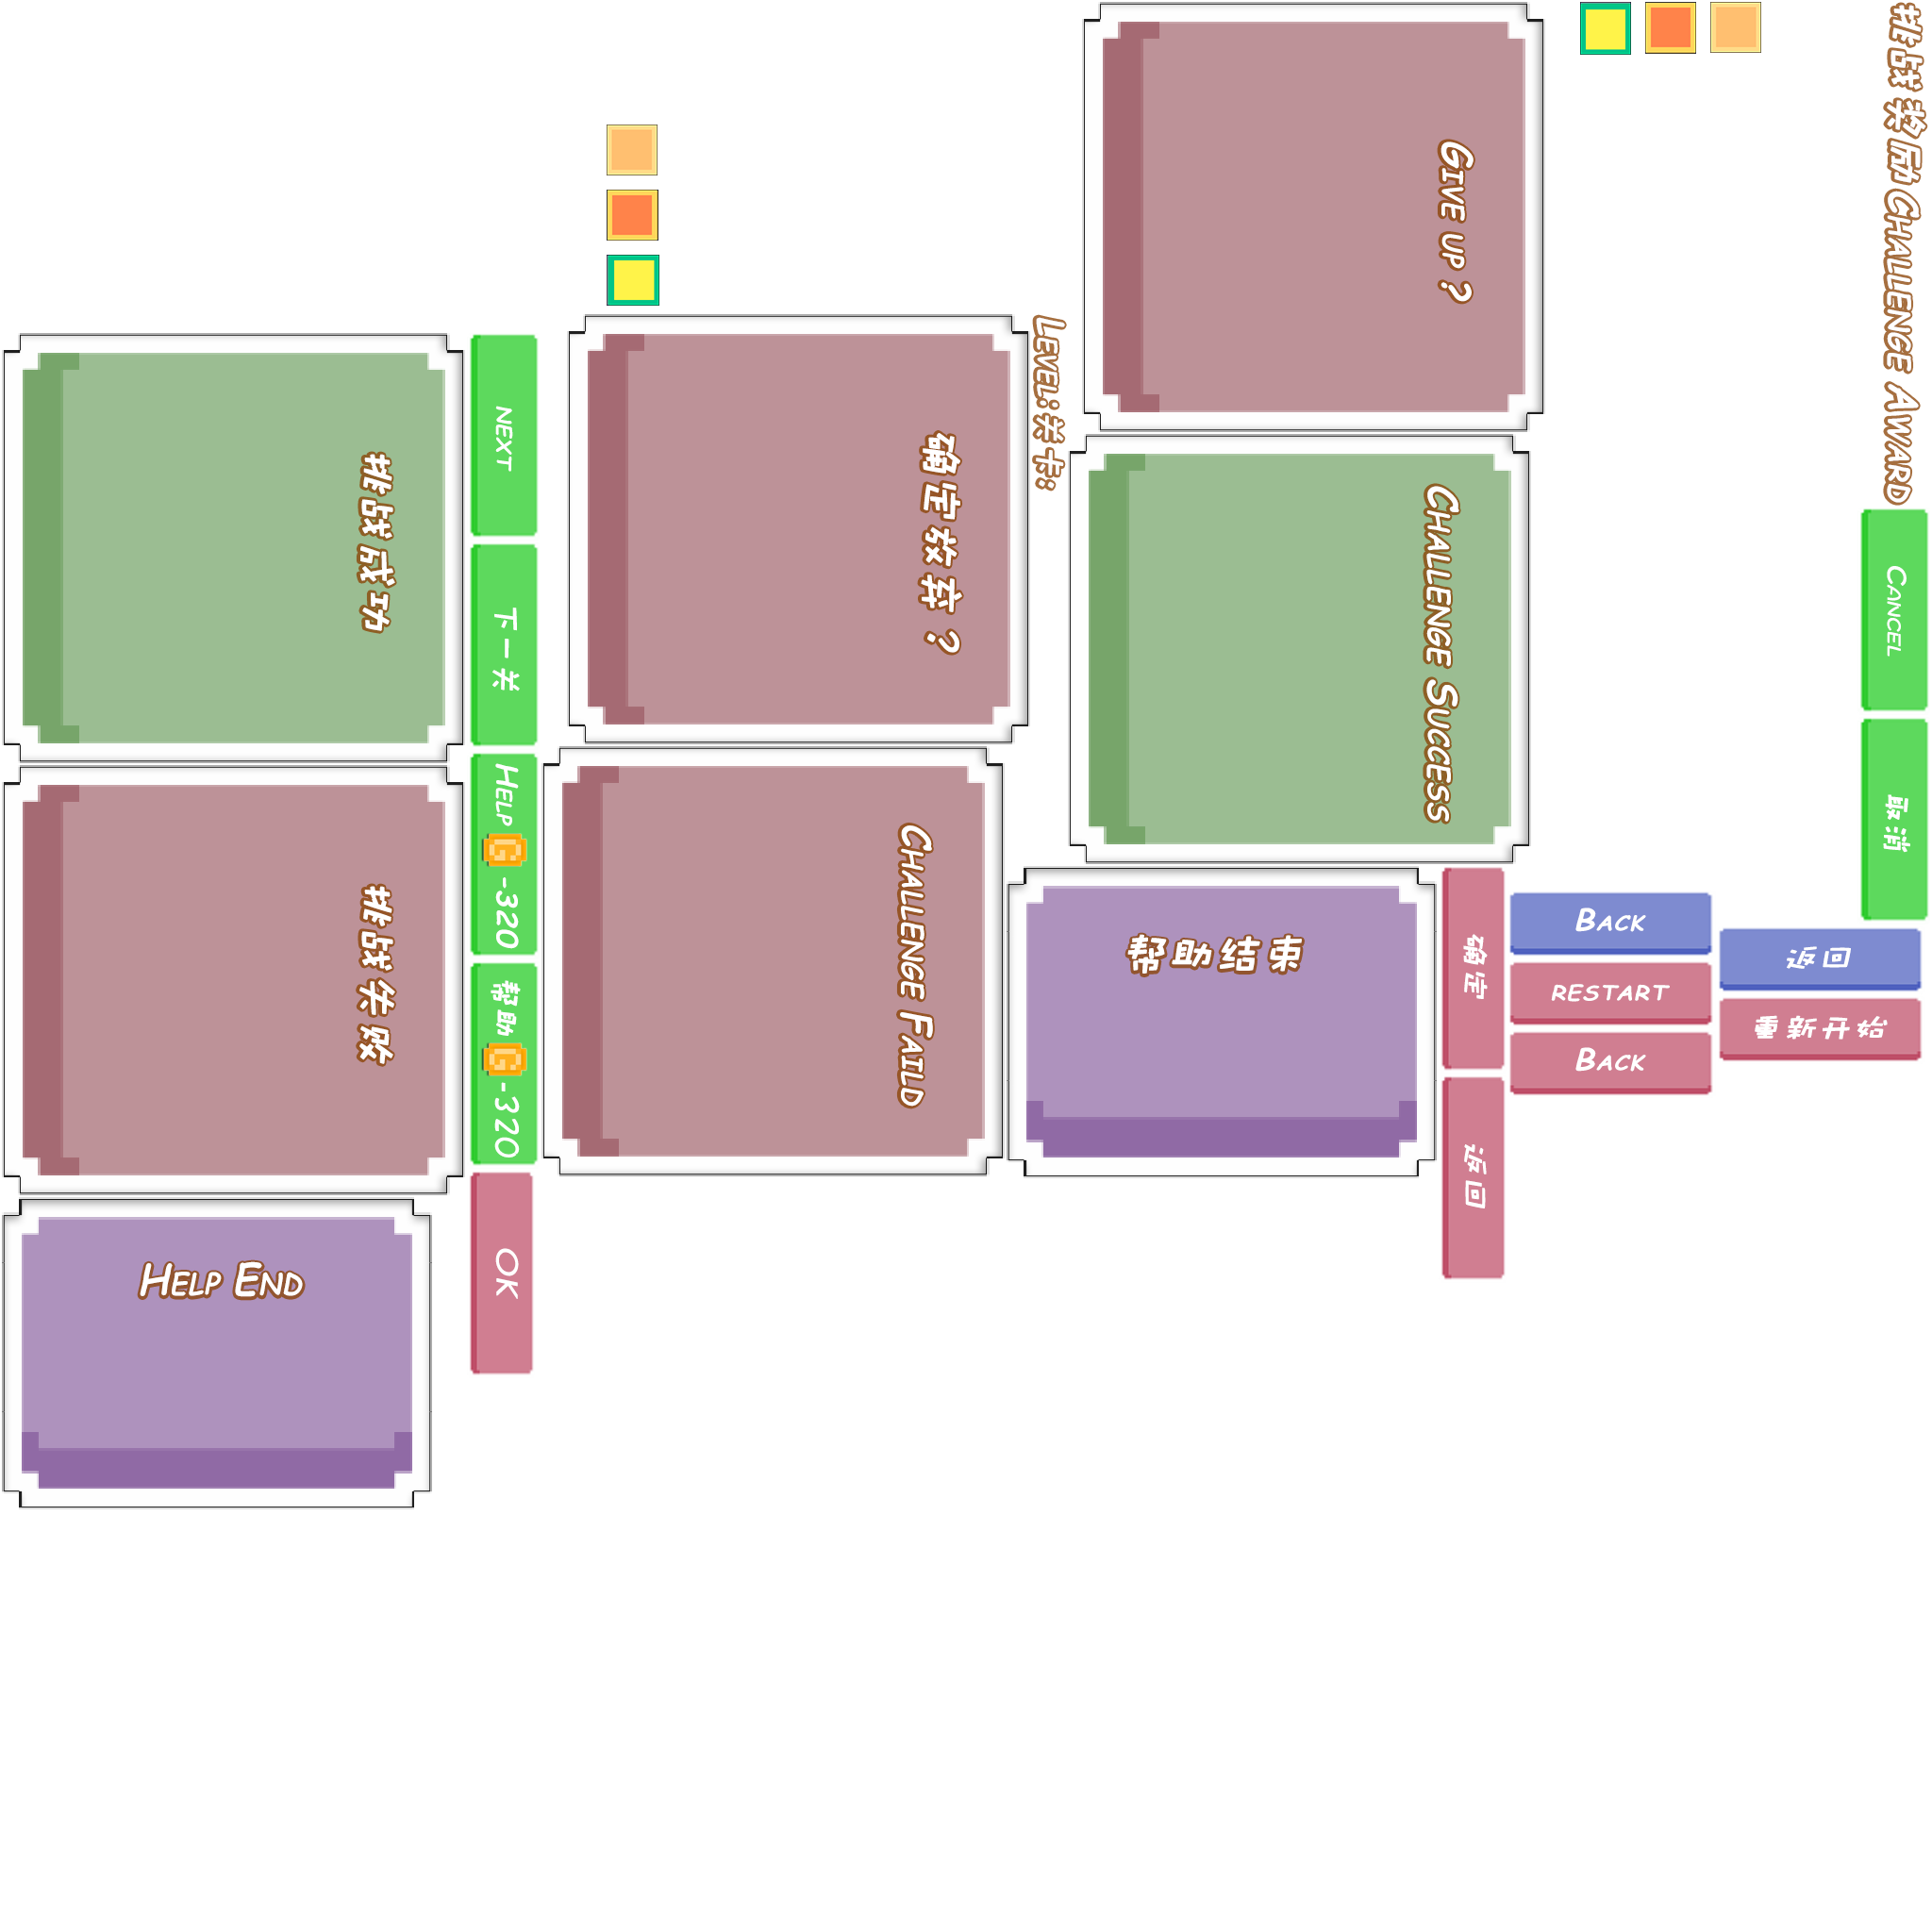 挑战奖励
CHALLENGE AWARD
GIVE UP?
LEVEL:
关卡:
NEXT
下一关
挑战成功
确定放弃?
CHALLENGE SUCCESS
CANCEL
取消
HELP G -320
帮助 G -320
挑战失败
CHALLENGE FAILD
帮助结束
确定
返回
BACK
返回
RESTART
重新开始
BACK
HELP END
OK